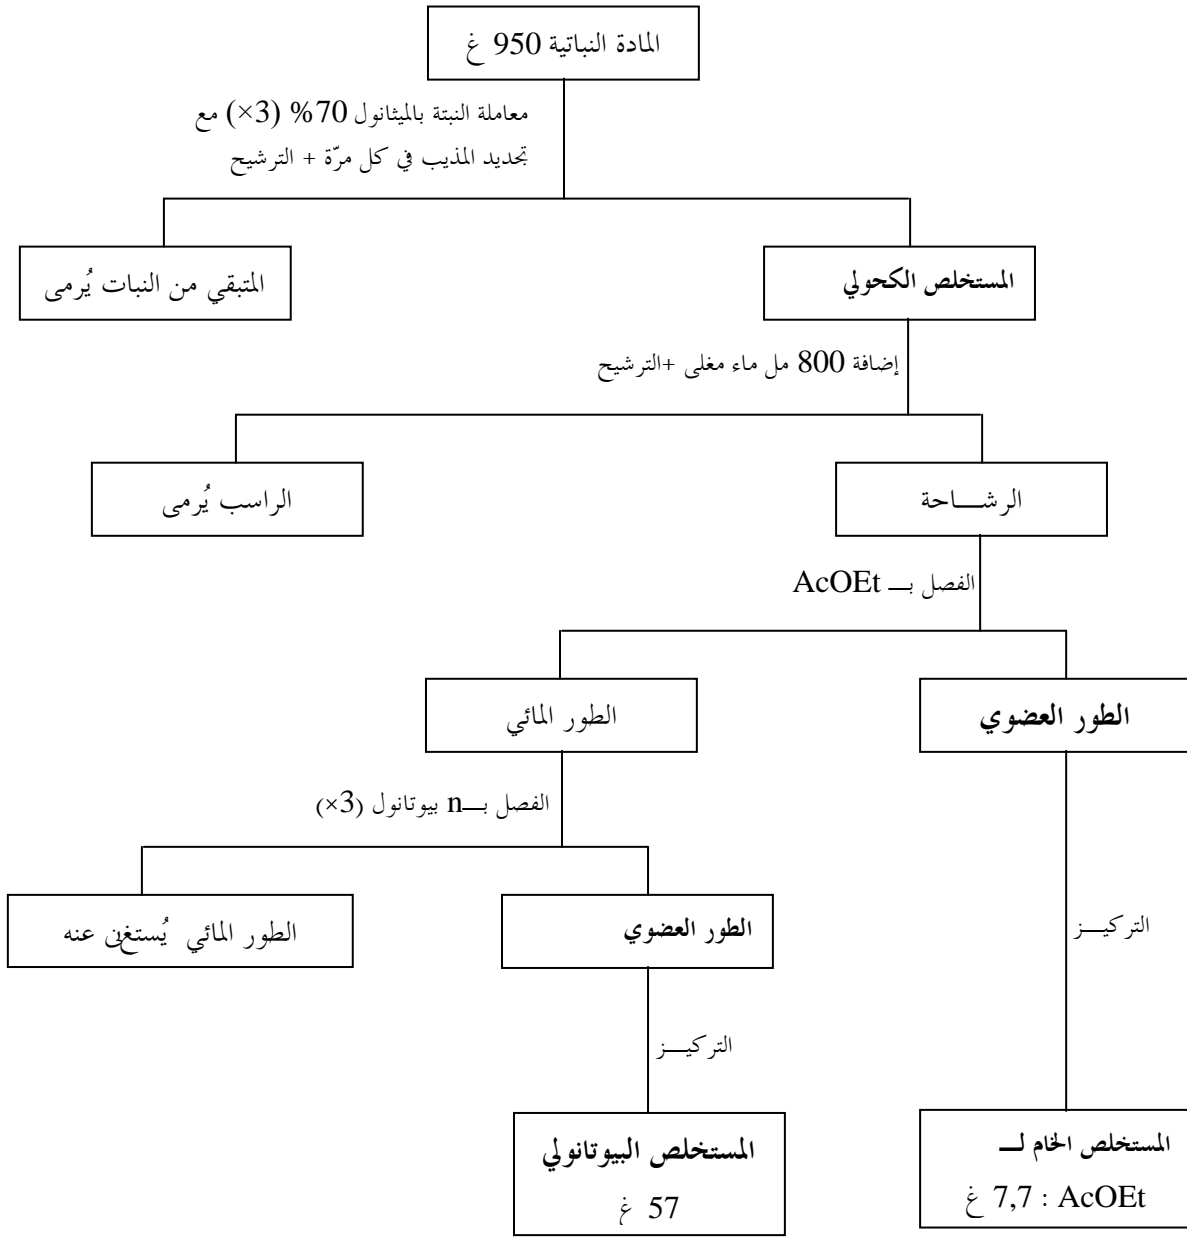 المادة النباتية 950 غ
معاملة النبتة بالميثانول 70% (3×) مع
تجديد المذيب في كل مرّة + الترشيح
المستخلص الكحولي
المتبقي من النبات يُرمى
إضافة 800 مل ماء مغلى +الترشيح
الرشـــاحة
الراسب يُرمى
الفصل بـــ AcOEt
الطور العضوي
الطور المائي
الفصل بـــn بيوتانول (3×)
الطور العضوي
الطور المائي يُستغنى عنه
التركيـــز
التركيـــز
المستخلص الخام لـــ
AcOEt : 7,7 غ
المستخلص البيوتانولي
57 غ